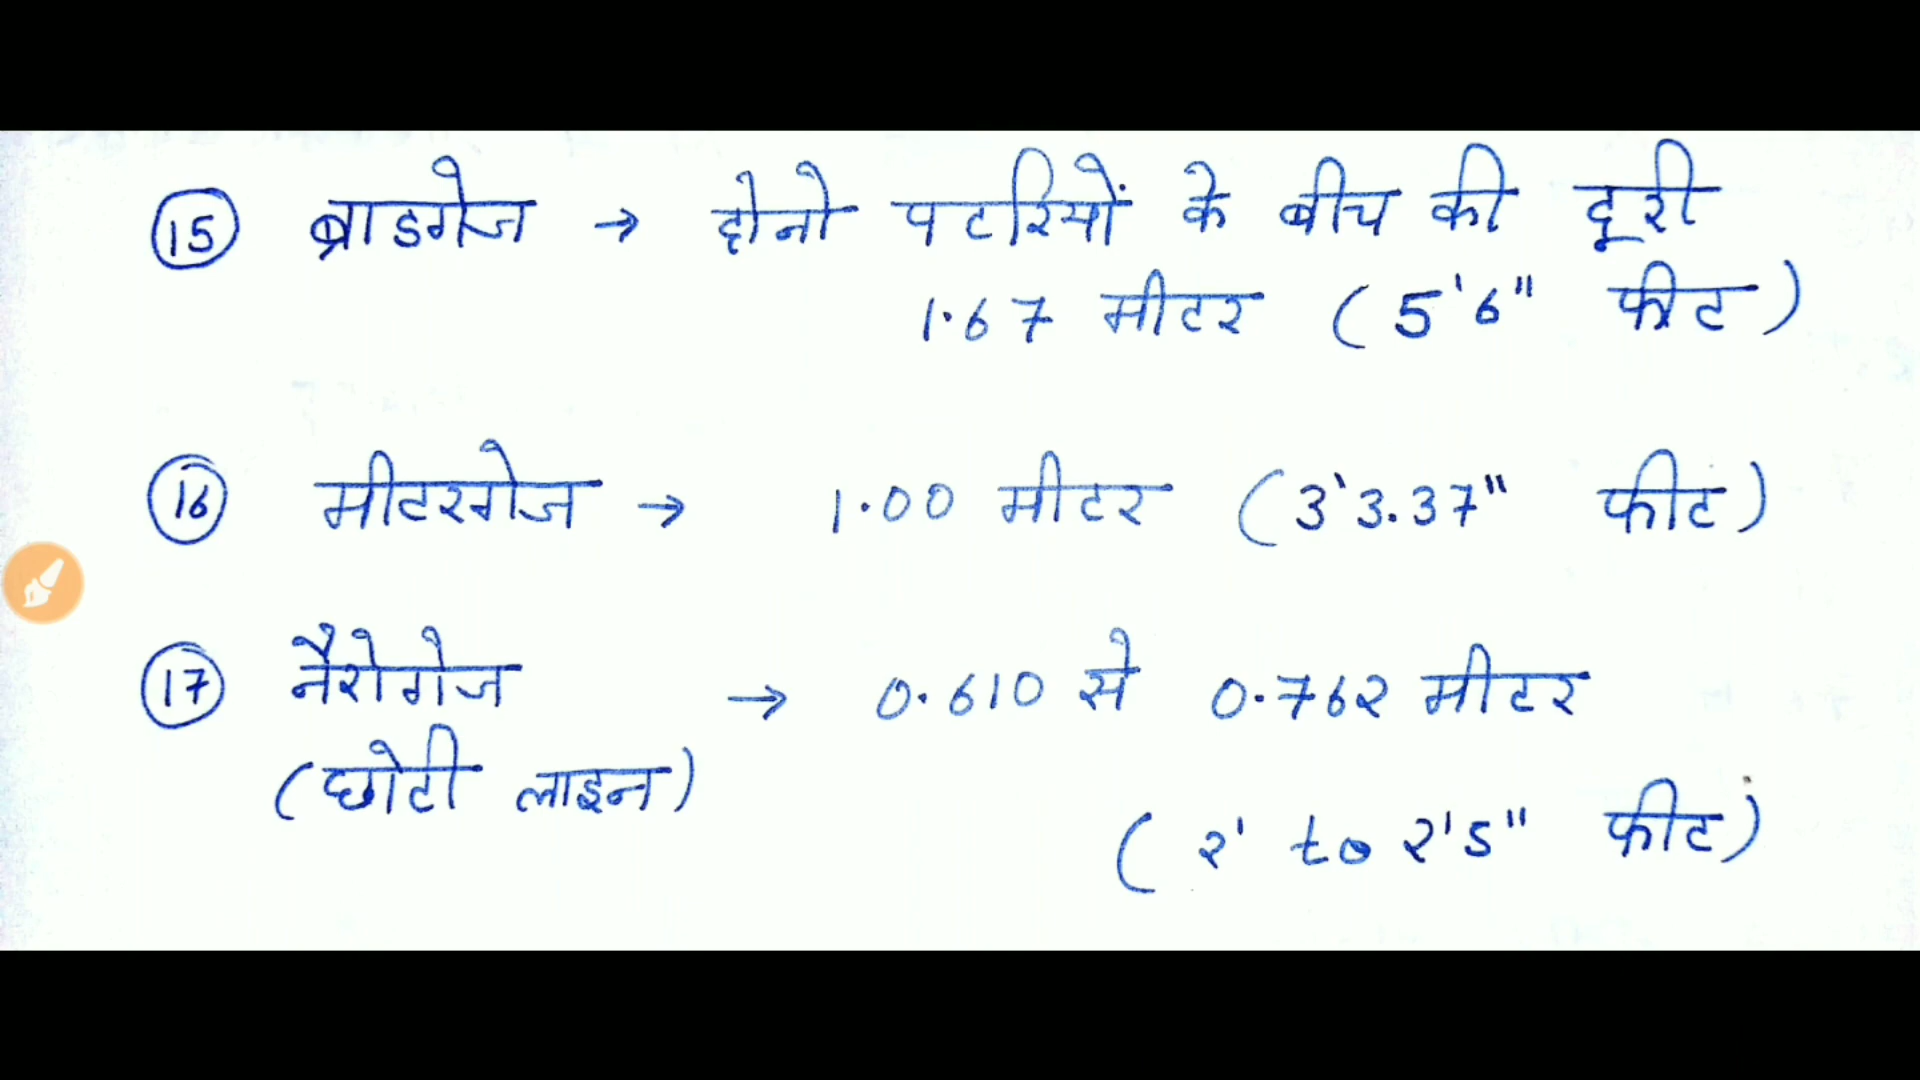 15 ब्राडगेज → दोनो पटरियों के बीच की दूरी
1.67 मीटर (5'6" फीट)
16 मीटरगेज → 1.00 मीटर (3'3.37" फीट)
17 नैरोगेज → 0.610 से 0.762 मीटर
(छोटी लाइन)
(2' to 2'5" फीट)